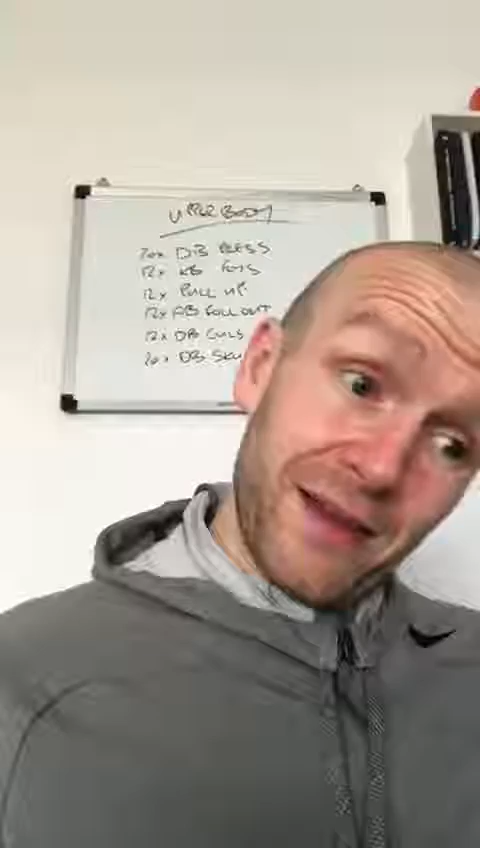 UPPER BODY
20x DB PRESS
12x KB
12x PULL UP
12x AB ROLL OUT
12x DB CURLS
20x DB SKU